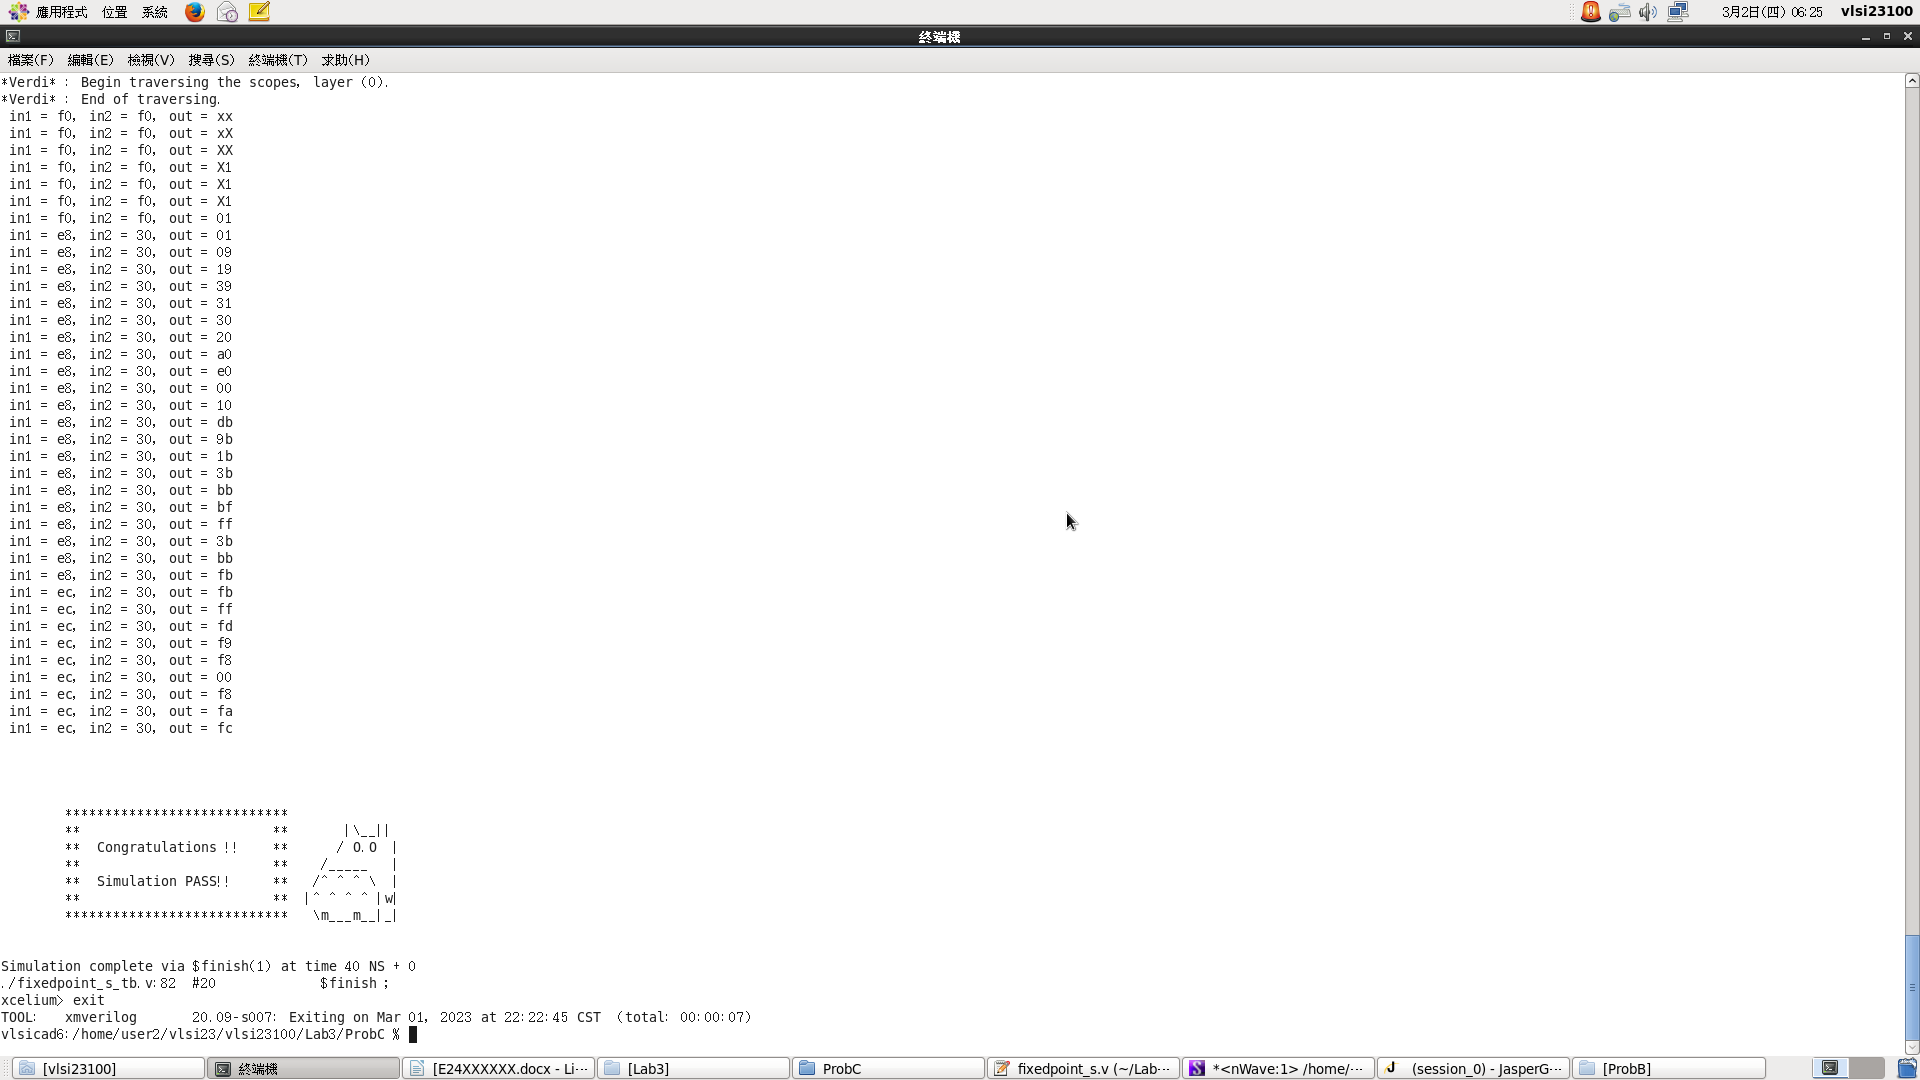 應用程式 位置 系統 3月2日(四) 06:25 vlsi23100
終端機
檔案(F) 編輯(E) 檢視(V) 搜尋(S) 終端機(T) 求助(H)
*Verdi* : Begin traversing the scopes, layer (0).
*Verdi* : End of traversing.
in1 = f0, in2 = f0, out = xx
in1 = f0, in2 = f0, out = xX
in1 = f0, in2 = f0, out = XX
in1 = f0, in2 = f0, out = X1
in1 = f0, in2 = f0, out = X1
in1 = f0, in2 = f0, out = X1
in1 = f0, in2 = f0, out = 01
in1 = e8, in2 = 30, out = 01
in1 = e8, in2 = 30, out = 09
in1 = e8, in2 = 30, out = 19
in1 = e8, in2 = 30, out = 39
in1 = e8, in2 = 30, out = 31
in1 = e8, in2 = 30, out = 30
in1 = e8, in2 = 30, out = 20
in1 = e8, in2 = 30, out = a0
in1 = e8, in2 = 30, out = e0
in1 = e8, in2 = 30, out = 00
in1 = e8, in2 = 30, out = 10
in1 = e8, in2 = 30, out = db
in1 = e8, in2 = 30, out = 9b
in1 = e8, in2 = 30, out = 1b
in1 = e8, in2 = 30, out = 3b
in1 = e8, in2 = 30, out = bb
in1 = e8, in2 = 30, out = bf
in1 = e8, in2 = 30, out = ff
in1 = e8, in2 = 30, out = 3b
in1 = e8, in2 = 30, out = bb
in1 = e8, in2 = 30, out = fb
in1 = ec, in2 = 30, out = fb
in1 = ec, in2 = 30, out = ff
in1 = ec, in2 = 30, out = fd
in1 = ec, in2 = 30, out = f9
in1 = ec, in2 = 30, out = f8
in1 = ec, in2 = 30, out = 00
in1 = ec, in2 = 30, out = f8
in1 = ec, in2 = 30, out = fa
in1 = ec, in2 = 30, out = fc
****************************
**                        **       |\__||
**  Congratulations !!    **      / O.O  |
**                        **    /_____   |
**  Simulation PASS!!     **   /^ ^ ^ \  |
**                        **  |^ ^ ^ ^ |w|
****************************   \m___m__|_|
Simulation complete via $finish(1) at time 40 NS + 0
./fixedpoint_s_tb.v:82  #20             $finish ;
xcelium> exit
TOOL:   xmverilog       20.09-s007: Exiting on Mar 01, 2023 at 22:22:45 CST  (total: 00:00:07)
vlsicad6:/home/user2/vlsi23/vlsi23100/Lab3/ProbC %
[vlsi23100] 終端機 [E24XXXXXX.docx - Li··· [Lab3] ProbC fixedpoint_s.v (~/Lab··· *<nWave:1> /home/··· (session_0) - JasperG··· [ProbB]